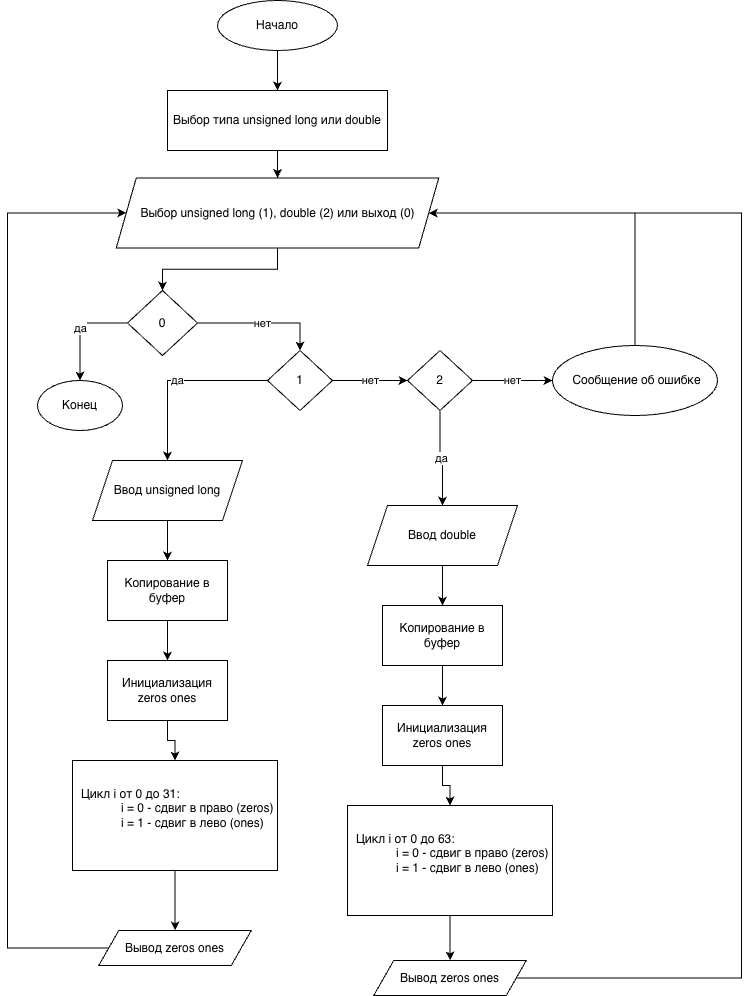 Начало
Выбор типа unsigned long или double
Выбор unsigned long (1), double (2) или выход (0)
0
да
нет
Конец
1
да
нет
2
нет
Сообщение об ошибке
да
Ввод unsigned long
Ввод double
Копирование в
буфер
Копирование в
буфер
Инициализация
zeros ones
Инициализация
zeros ones
Цикл i от 0 до 31:
i = 0 - сдвиг в право (zeros)
i = 1 - сдвиг в лево (ones)
Цикл i от 0 до 63:
i = 0 - сдвиг в право (zeros)
i = 1 - сдвиг в лево (ones)
Вывод zeros ones
Вывод zeros ones